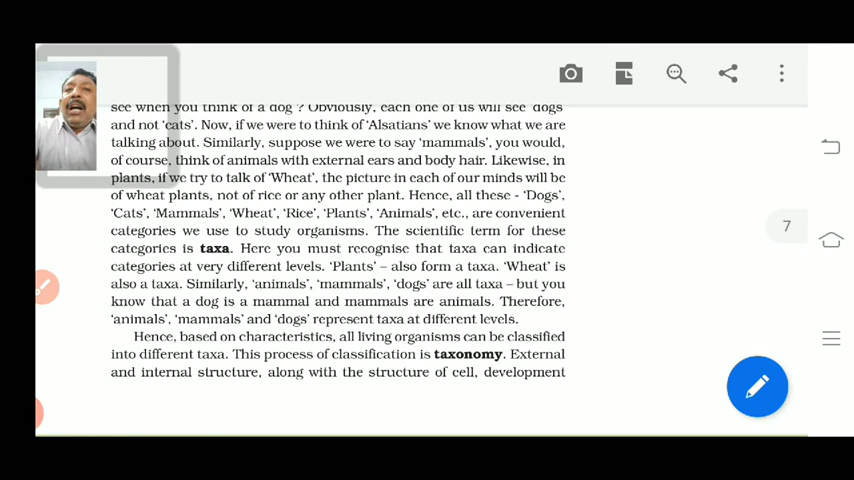 see when you think of a dog ? Obviously, each one of us will see 'dogs'
and not 'cats'. Now, if we were to think of 'Alsatians' we know what we are
talking about. Similarly, suppose we were to say 'mammals', you would,
of course, think of animals with external ears and body hair. Likewise, in
plants, if we try to talk of 'Wheat', the picture in each of our minds will be
of wheat plants, not of rice or any other plant. Hence, all these - 'Dogs',
'Cats', 'Mammals', 'Wheat', 'Rice', 'Plants', 'Animals', etc., are convenient
categories we use to study organisms. The scientific term for these
categories is taxa. Here you must recognise that taxa can indicate
categories at very different levels. 'Plants' – also form a taxa. 'Wheat' is
also a taxa. Similarly, 'animals', 'mammals', 'dogs' are all taxa – but you
know that a dog is a mammal and mammals are animals. Therefore,
'animals', 'mammals' and 'dogs' represent taxa at different levels.
Hence, based on characteristics, all living organisms can be classified
into different taxa. This process of classification is taxonomy. External
and internal structure, along with the structure of cell, development
7